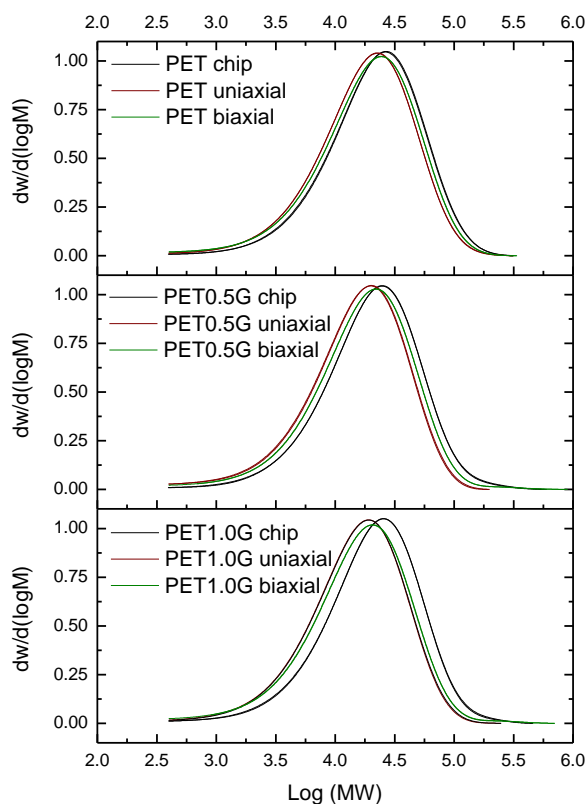 2.0 2.5 3.0 3.5 4.0 4.5 5.0 5.5 6.0
1.00
0.75
0.50
0.25
0.00
dw/d(logM)
PET chip
PET uniaxial
PET biaxial
1.00
0.75
0.50
0.25
0.00
dw/d(logM)
PET0.5G chip
PET0.5G uniaxial
PET0.5G biaxial
1.00
0.75
0.50
0.25
0.00
dw/d(logM)
PET1.0G chip
PET1.0G uniaxial
PET1.0G biaxial
2.0 2.5 3.0 3.5 4.0 4.5 5.0 5.5 6.0
Log (MW)